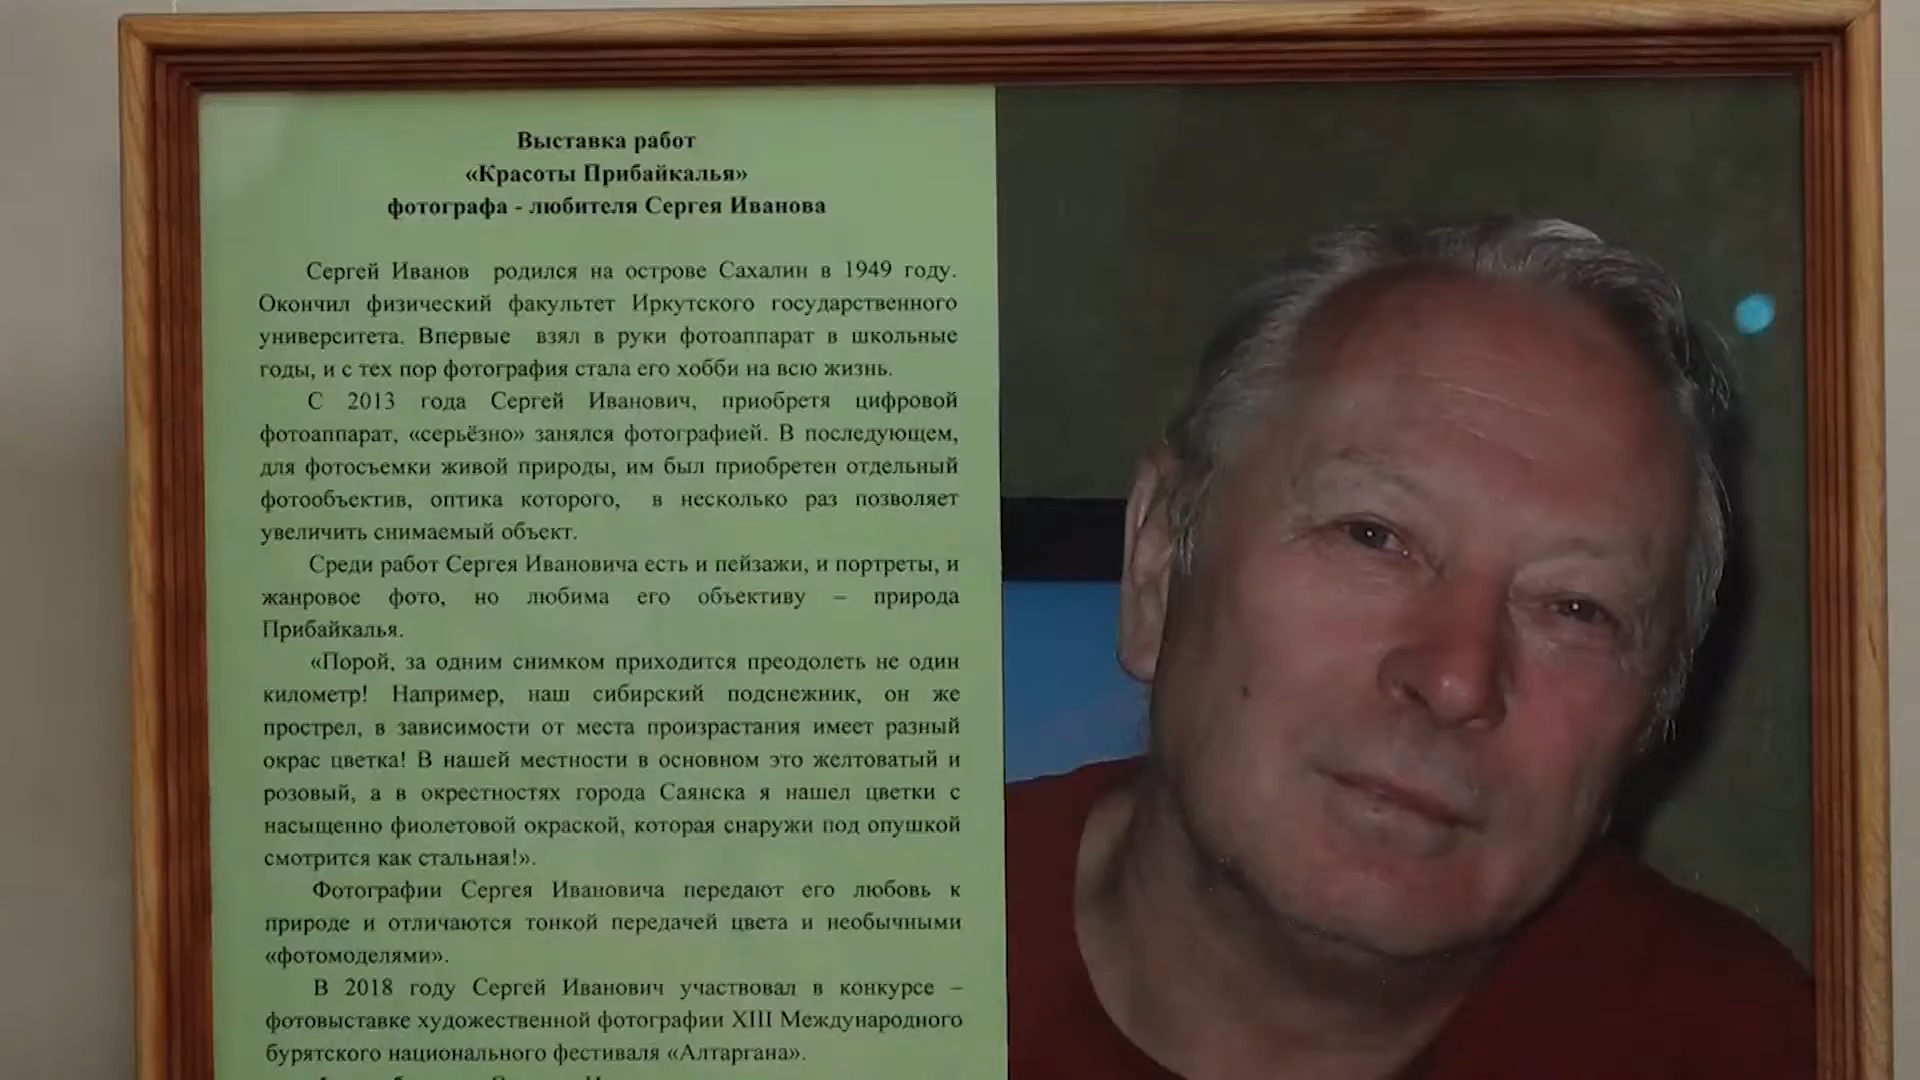 Выставка работ
«Красоты Прибайкалья»
фотографа - любителя Сергея Иванова
Сергей Иванов родился на острове Сахалин в 1949 году.
Окончил физический факультет Иркутского государственного
университета. Впервые взял в руки фотоаппарат в школьные
годы, и с тех пор фотография стала его хобби на всю жизнь.
С 2013 года Сергей Иванович, приобретя цифровой
фотоаппарат, «серьёзно» занялся фотографией. В последующем,
для фотосъемки живой природы, им был приобретен отдельный
фотообъектив, оптика которого, в несколько раз позволяет
увеличить снимаемый объект.
Среди работ Сергея Ивановича есть и пейзажи, и портреты, и
жанровое фото, но любима его объективу – природа
Прибайкалья.
«Порой, за одним снимком приходится преодолеть не один
километр! Например, наш сибирский подснежник, он же
прострел, в зависимости от места произрастания имеет разный
окрас цветка! В нашей местности в основном это желтоватый и
розовый, а в окрестностях города Саянска я нашел цветки с
насыщенно фиолетовой окраской, которая снаружи под опушкой
смотрится как стальная!».
Фотографии Сергея Ивановича передают его любовь к
природе и отличаются тонкой передачей цвета и необычными
«фотомоделями».
В 2018 году Сергей Иванович участвовал в конкурсе –
фотовыставке художественной фотографии XIII Международного
бурятского национального фестиваля «Алтаргана».